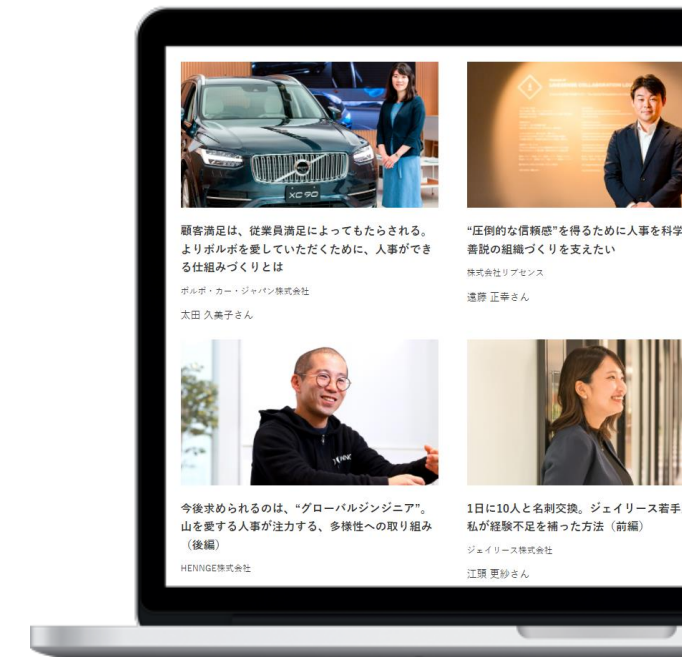 XC 90
顧客満足は、従業員満足によってもたらされる。
よりボルボを愛していただくために、人事ができ
る仕組みづくりとは
ボルボ・カー・ジャパン株式会社
太田 久美子さん
“圧倒的な信頼感”を得るために人事を科学
善説の組織づくりを支えたい
株式会社リブセンス
遠藤 正幸さん
今後求められるのは、“グローバルジンジニア”。
山を愛する人事が注力する、多様性への取り組み
（後編）
HENNGE株式会社
1日に10人と名刺交換。ジェイリース若手
私が経験不足を補った方法（前編）
ジェイリース株式会社
江頭 更紗さん